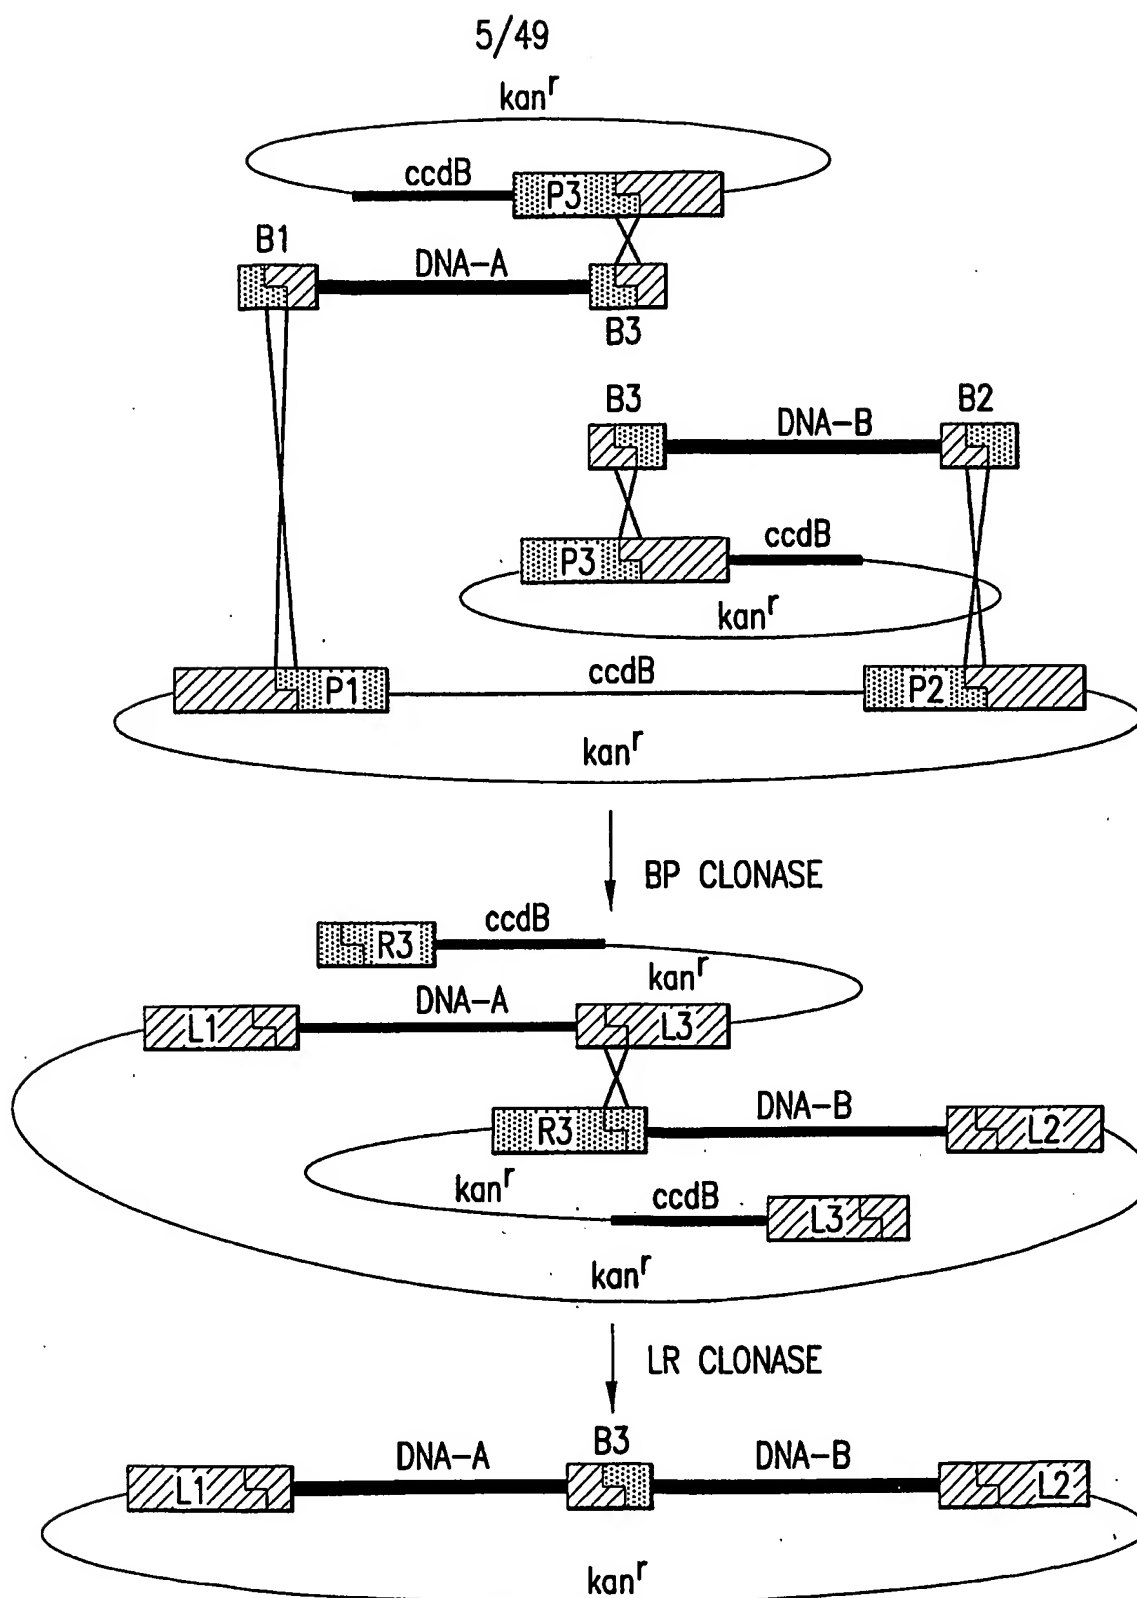 5/49
kanʳ
ccdB
P3
B1
DNA-A
B3
B3
DNA-B
B2
P3
ccdB
kanʳ
P1
ccdB
P2
kanʳ
BP CLONASE
R3
ccdB
kanʳ
L1
DNA-A
L3
R3
DNA-B
L2
kanʳ
ccdB
L3
kanʳ
LR CLONASE
L1
DNA-A
B3
DNA-B
L2
kanʳ